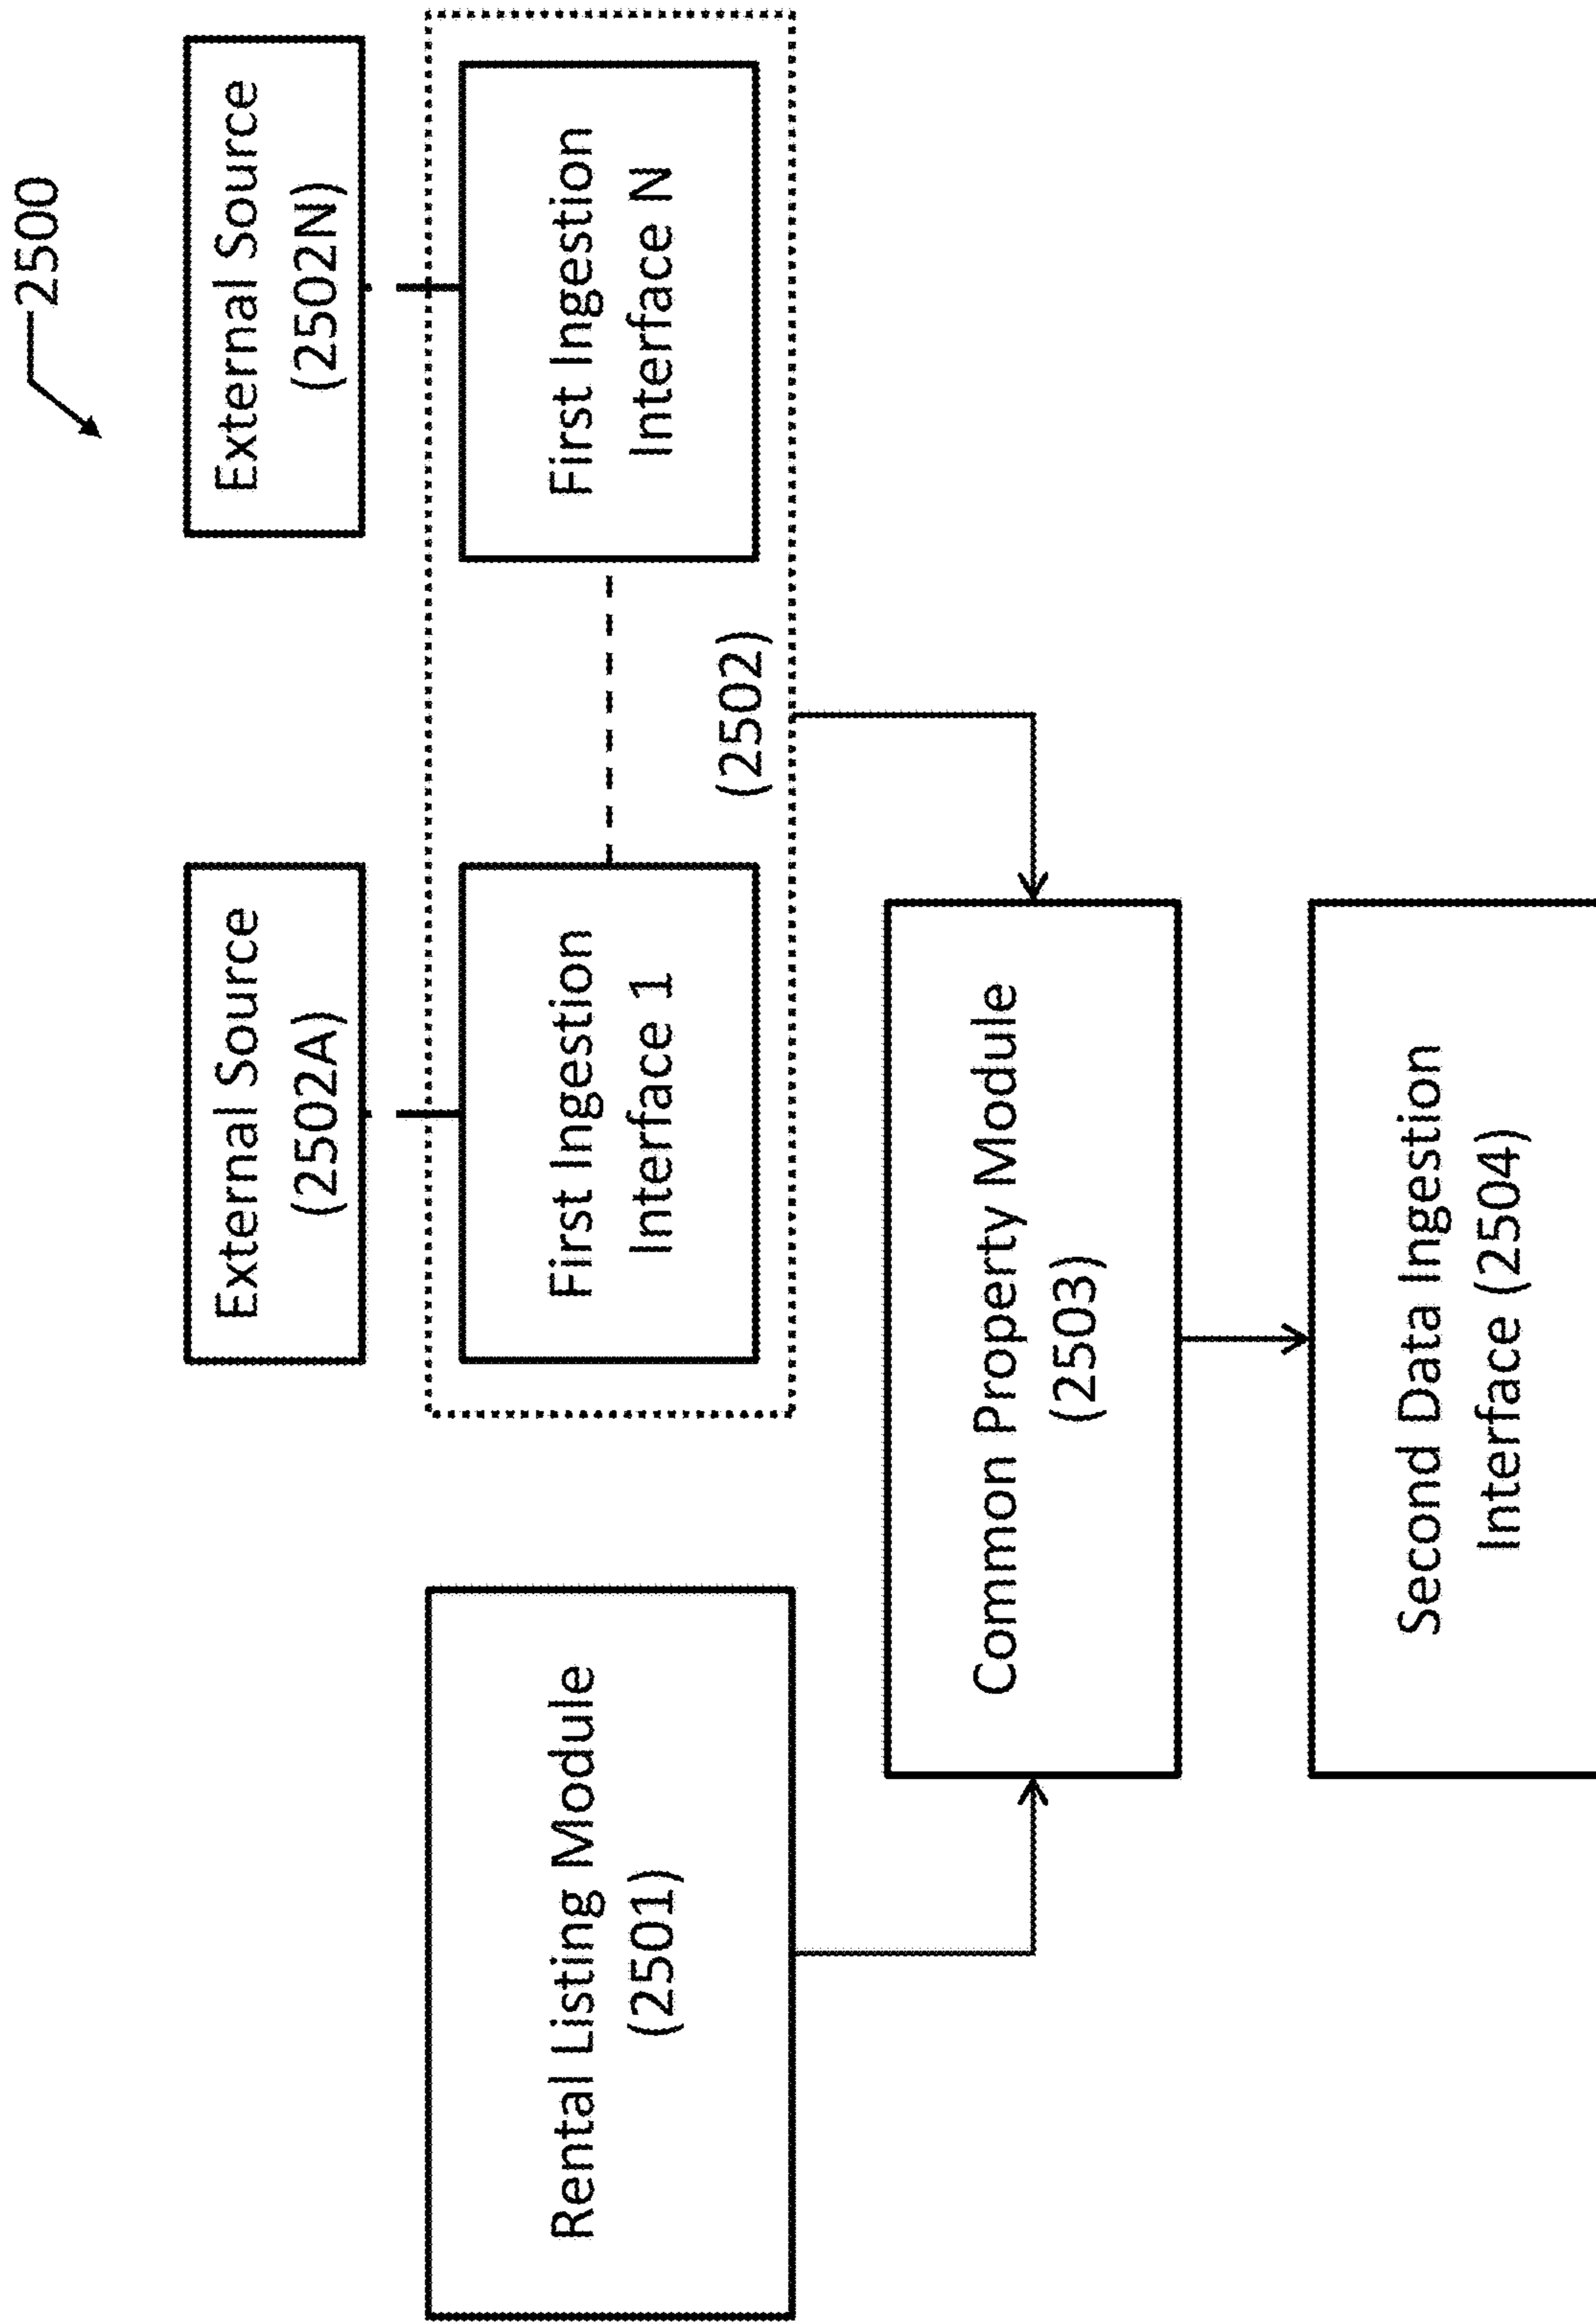 2500
External Source
(2502A)
External Source
(2502N)
Rental Listing Module
(2501)
First Ingestion
Interface 1
First Ingestion
Interface N
(2502)
Common Property Module
(2503)
Second Data Ingestion
Interface (2504)